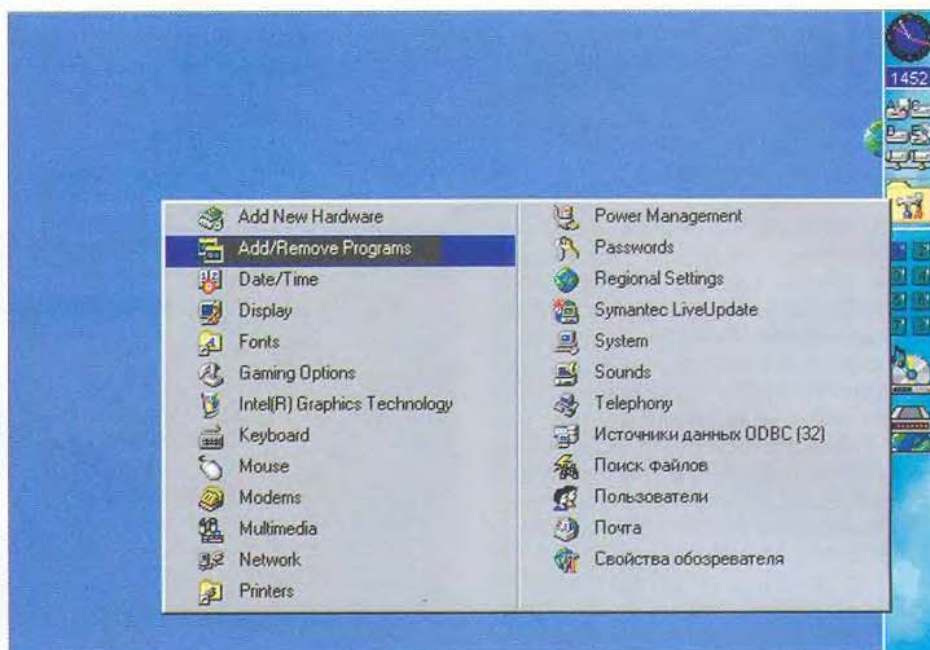 1452
Add New Hardware
Add/Remove Programs
Date/Time
Display
Fonts
Gaming Options
Intel(R) Graphics Technology
Keyboard
Mouse
Modems
Multimedia
Network
Printers
Power Management
Passwords
Regional Settings
Symantec LiveUpdate
System
Sounds
Telephony
Источники данных ODBC (32)
Поиск файлов
Пользователи
Почта
Свойства обозревателя